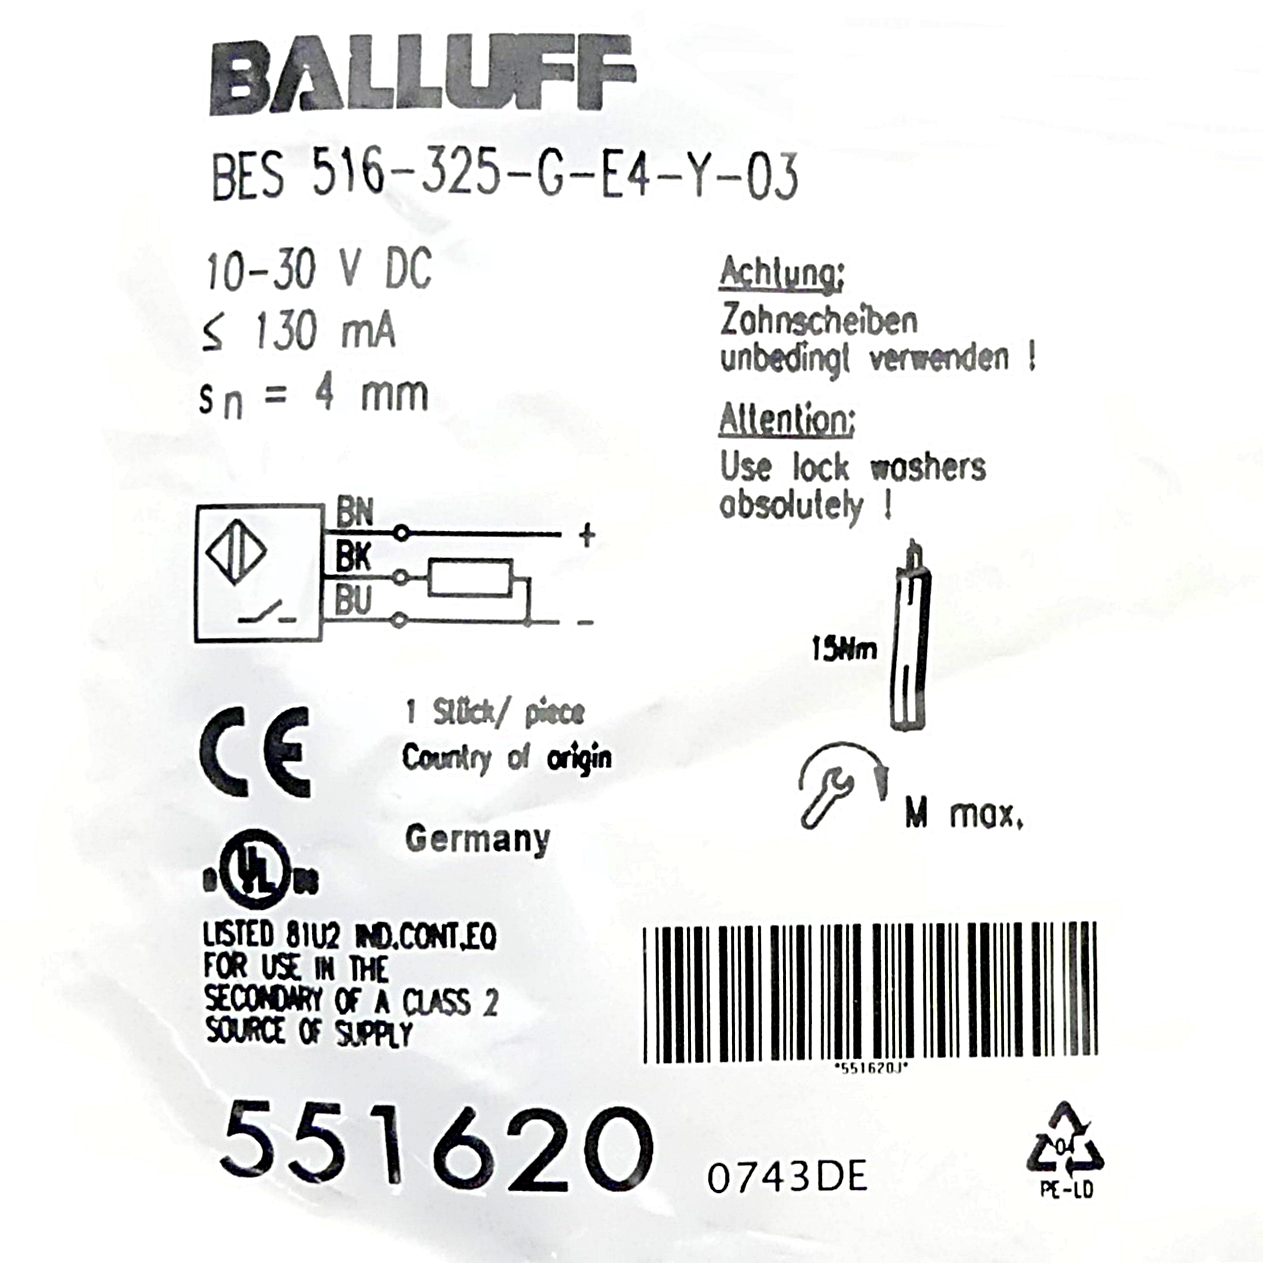 BALLUFF
BES 516-325-G-E4-Y-03
10-30 V DC
≤ 130 mA
sn = 4 mm
Achtung:
Zahnscheiben
unbedingt verwenden !
Attention:
Use lock washers
absolutely !
BN
+
BK
BU
-
15Nm
M max.
CE
1 Stück/ piece
Country of origin
Germany
UL
LISTED 81U2 IND.CONT.EQ
FOR USE IN THE
SECONDARY OF A CLASS 2
SOURCE OF SUPPLY
*551620J*
551620
0743DE
04
PE-LD